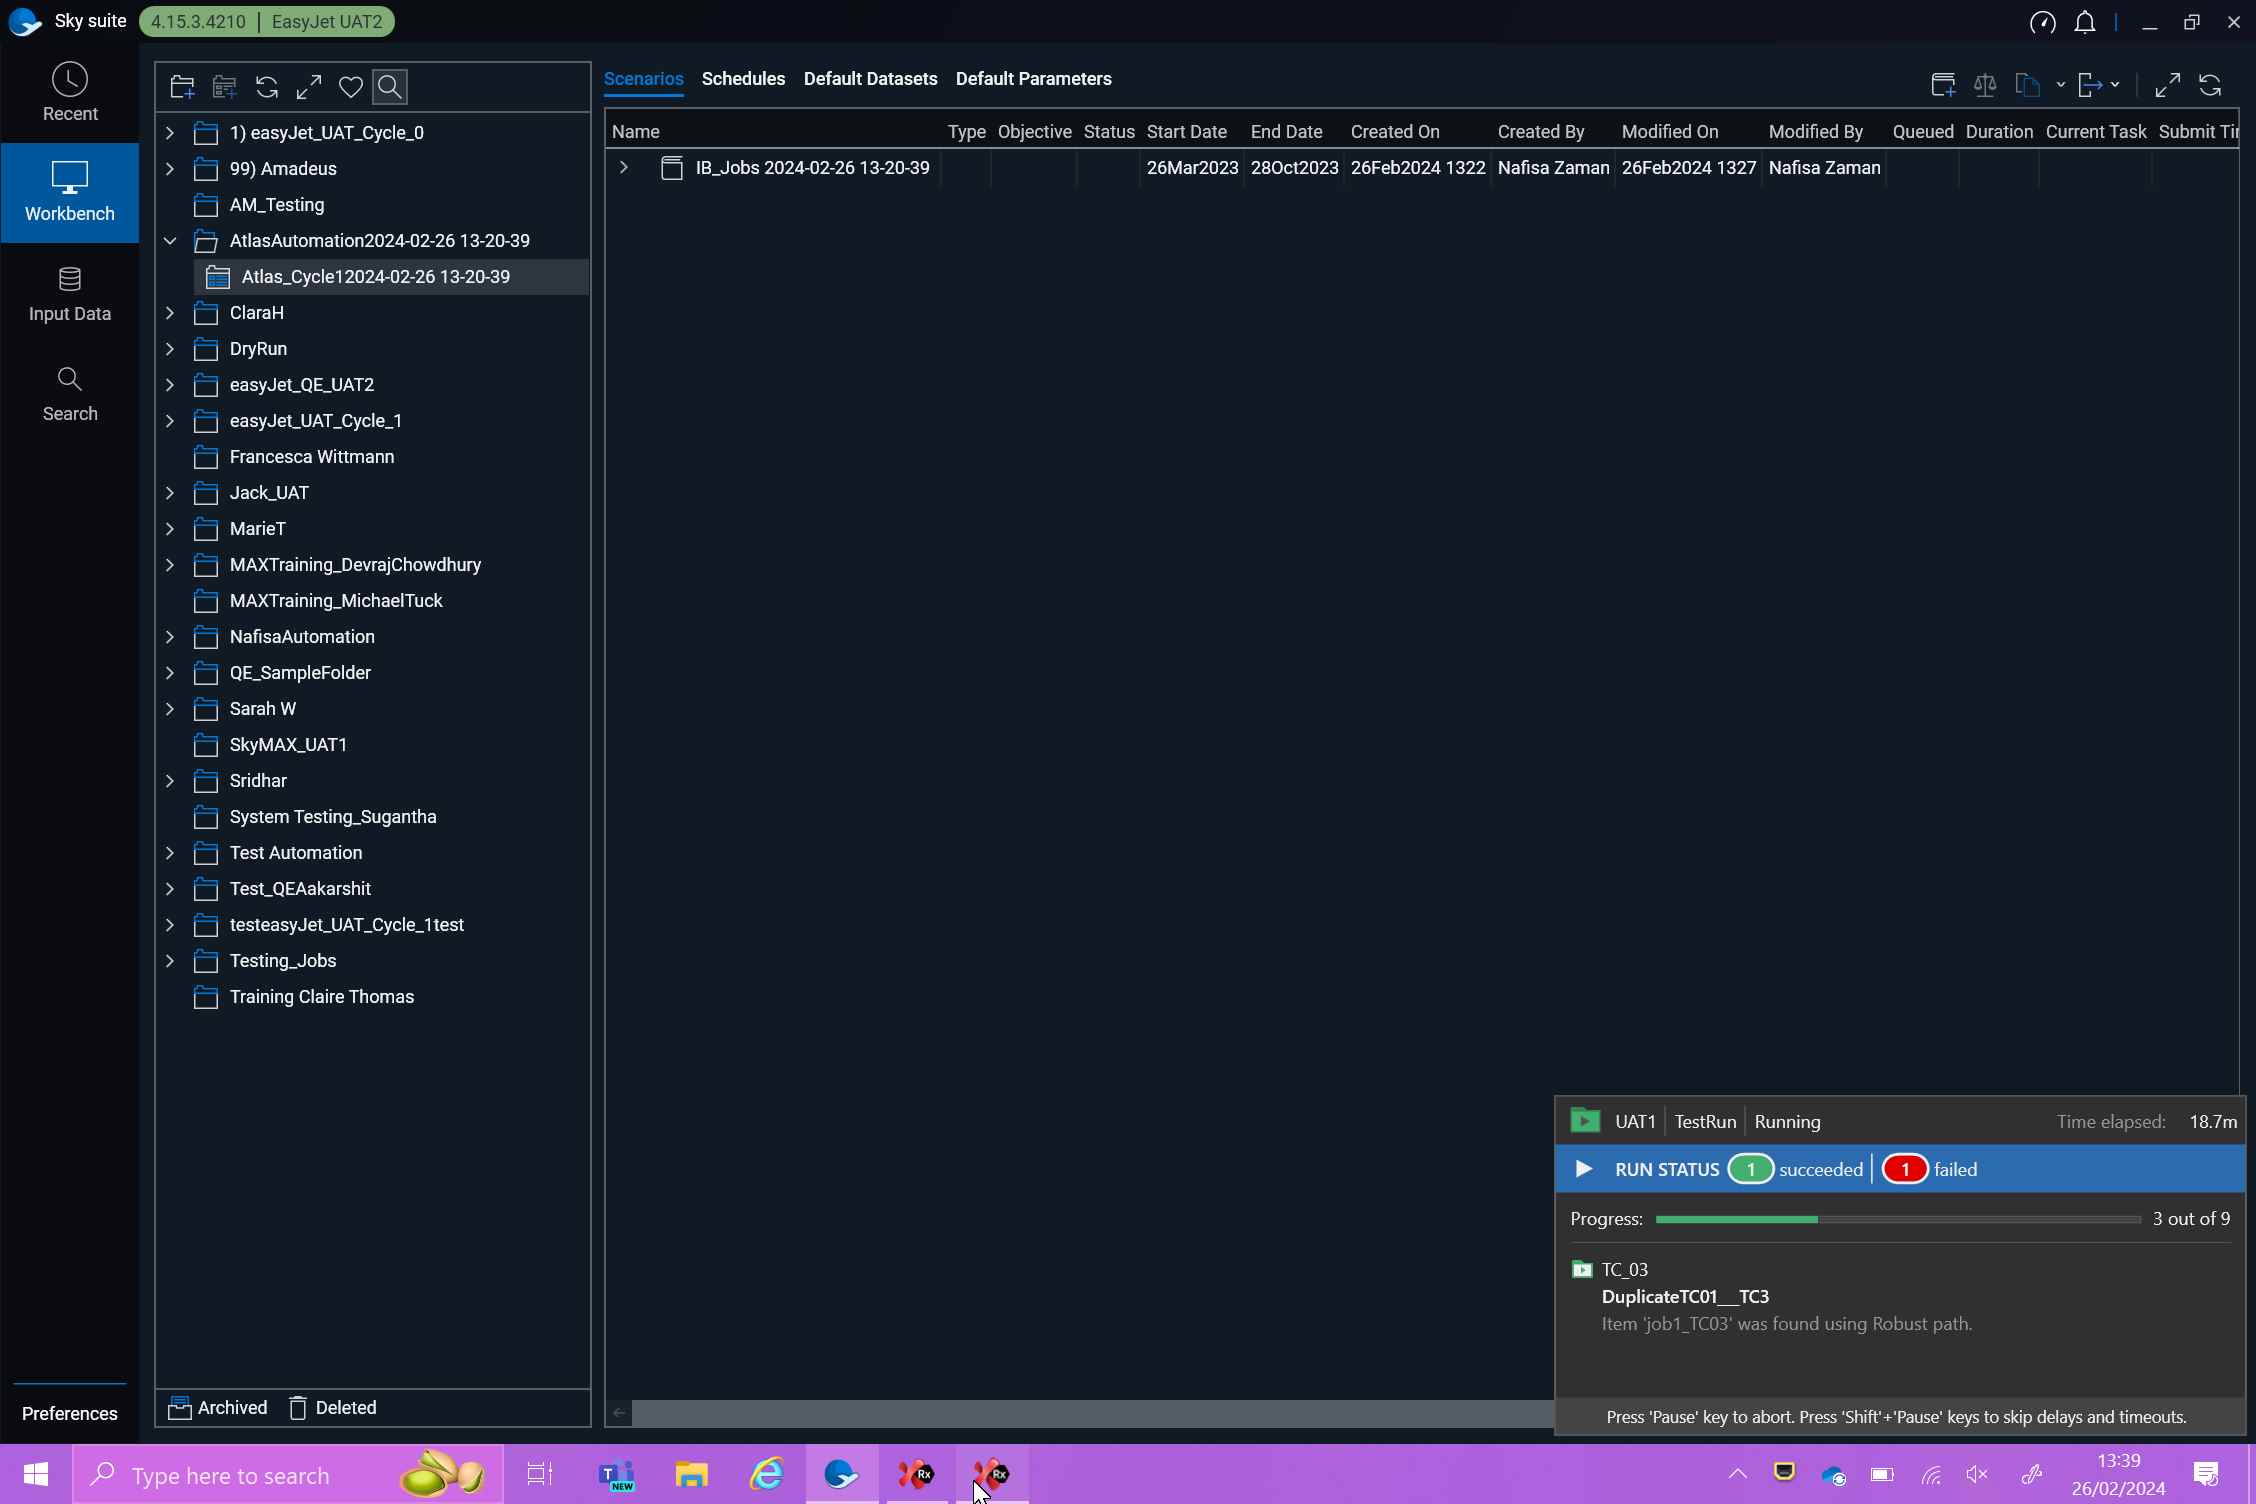 Sky suite 4.15.3.4210 | EasyJet UAT2
Recent
Workbench
Input Data
Search
Preferences
1) easyJet_UAT_Cycle_0
99) Amadeus
AM_Testing
AtlasAutomation2024-02-26 13-20-39
Atlas_Cycle12024-02-26 13-20-39
ClaraH
DryRun
easyJet_QE_UAT2
easyJet_UAT_Cycle_1
Francesca Wittmann
Jack_UAT
MarieT
MAXTraining_DevrajChowdhury
MAXTraining_MichaelTuck
NafisaAutomation
QE_SampleFolder
Sarah W
SkyMAX_UAT1
Sridhar
System Testing_Sugantha
Test Automation
Test_QEAakarshit
testeasyJet_UAT_Cycle_1test
Testing_Jobs
Training Claire Thomas
Archived Deleted
Scenarios Schedules Default Datasets Default Parameters
Name Type Objective Status Start Date End Date Created On Created By Modified On Modified By Queued Duration Current Task Submit Ti
IB_Jobs 2024-02-26 13-20-39 26Mar2023 28Oct2023 26Feb2024 1322 Nafisa Zaman 26Feb2024 1327 Nafisa Zaman
UAT1 | TestRun | Running Time elapsed: 18.7m
RUN STATUS 1 succeeded | 1 failed
Progress: 3 out of 9
TC_03
DuplicateTC01__TC3
Item 'job1_TC03' was found using Robust path.
Press 'Pause' key to abort. Press 'Shift'+'Pause' keys to skip delays and timeouts.
Type here to search
T NEW
Rx
Rx
13:39
26/02/2024